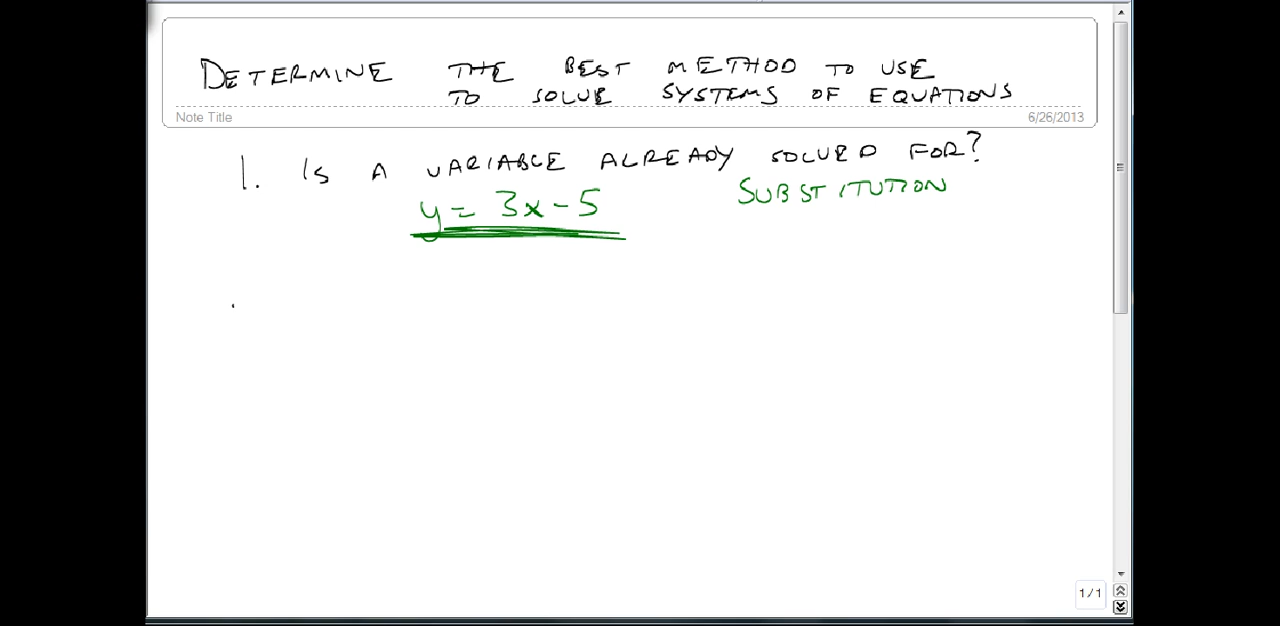 DETERMINE THE BEST METHOD TO USE
TO SOLVE SYSTEMS OF EQUATIONS
Note Title
6/26/2013
1. IS A VARIABLE ALREADY SOLVED FOR?
SUBSTITUTION
y = 3x - 5
1/1